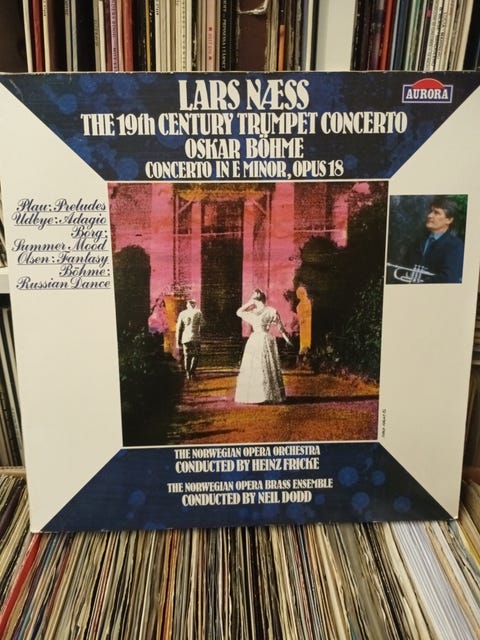 LARS NÆSS
AURORA
THE 19th CENTURY TRUMPET CONCERTO
OSKAR BÖHME
CONCERTO IN E MINOR, OPUS 18
Plau: Preludes
Udbye: Adagio
Borg:
Summer Mood
Olsen: Fantasy
Böhme:
Russian Dance
THE NORWEGIAN OPERA ORCHESTRA
CONDUCTED BY HEINZ FRICKE
THE NORWEGIAN OPERA BRASS ENSEMBLE
CONDUCTED BY NEIL DODD